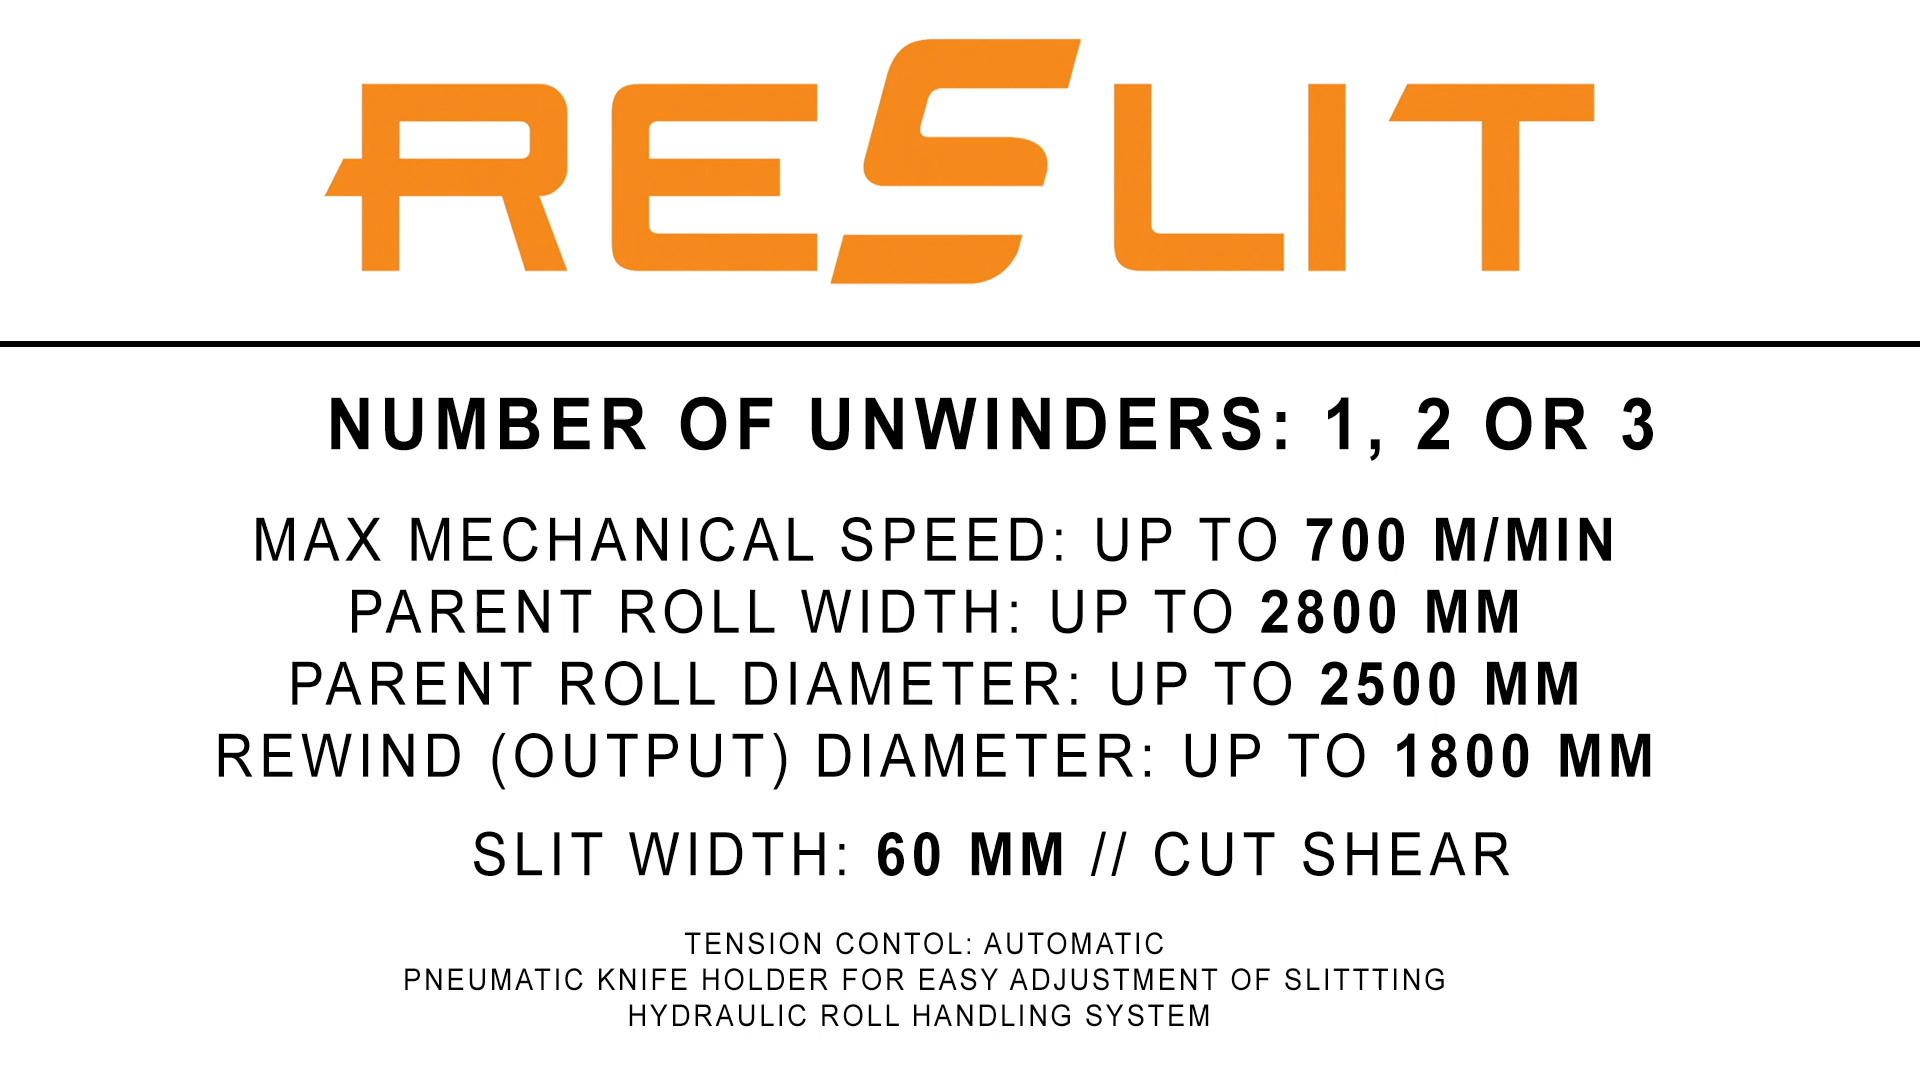 RESLIT
NUMBER OF UNWINDERS: 1, 2 OR 3
MAX MECHANICAL SPEED: UP TO 700 M/MIN
PARENT ROLL WIDTH: UP TO 2800 MM
PARENT ROLL DIAMETER: UP TO 2500 MM
REWIND (OUTPUT) DIAMETER: UP TO 1800 MM
SLIT WIDTH: 60 MM // CUT SHEAR
TENSION CONTOL: AUTOMATIC
PNEUMATIC KNIFE HOLDER FOR EASY ADJUSTMENT OF SLITTTING
HYDRAULIC ROLL HANDLING SYSTEM